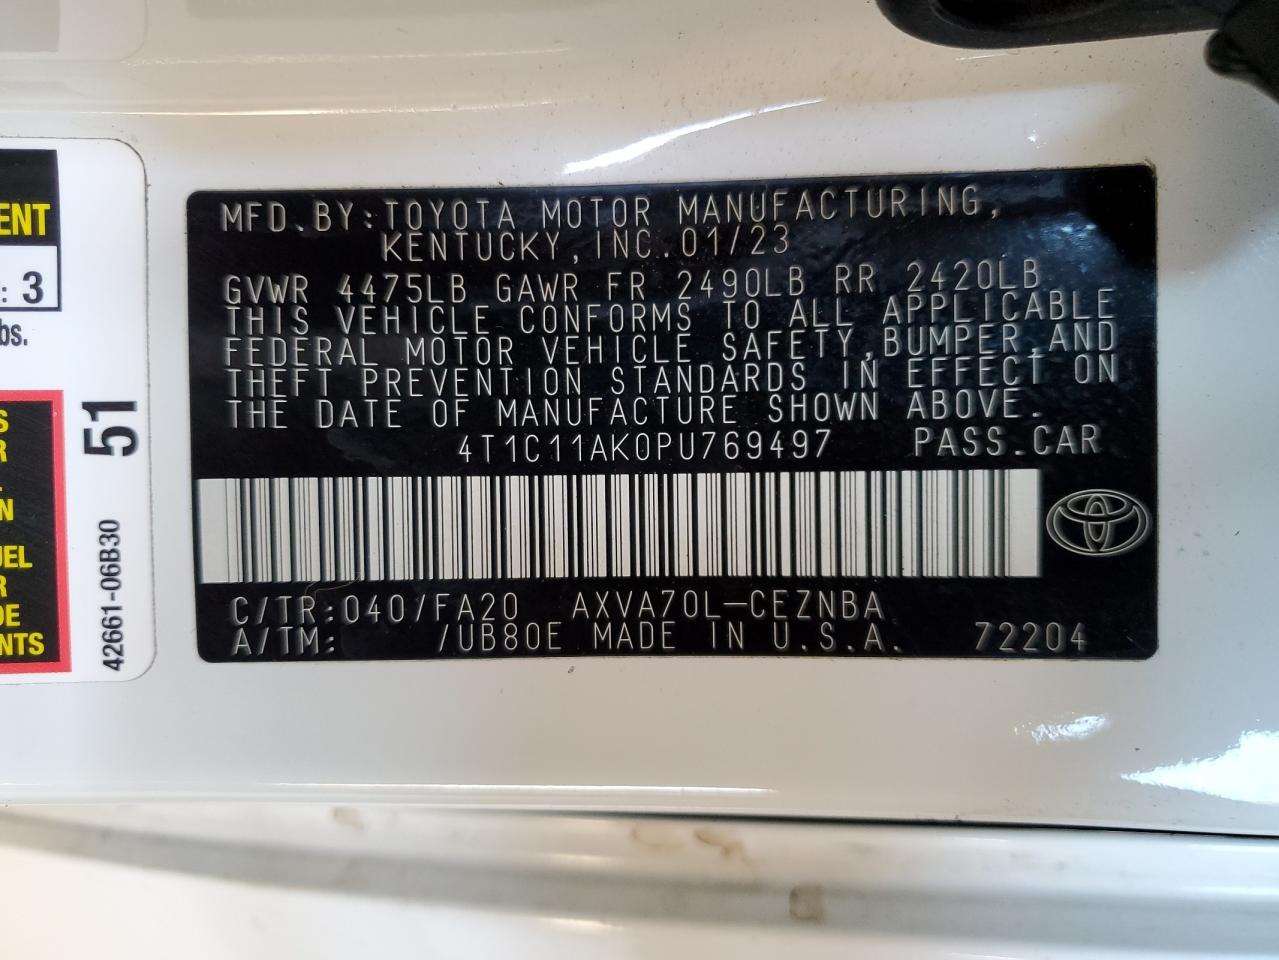 MFD.BY:TOYOTA MOTOR MANUFACTURING,
KENTUCKY,INC.01/23
GVWR 4475LB GAWR FR 2490LB RR 2420LB
THIS VEHICLE CONFORMS TO ALL APPLICABLE
FEDERAL MOTOR VEHICLE SAFETY,BUMPER,AND
THEFT PREVENTION STANDARDS IN EFFECT ON
THE DATE OF MANUFACTURE SHOWN ABOVE.
4T1C11AK0PU769497 PASS.CAR
C/TR:040/FA20 AXVA70L-CEZNBA
A/TM: /UB80E MADE IN U.S.A. 72204
ENT
: 3
bs.
51
42661-06B30
S
R
N
UEL
R
DE
NTS